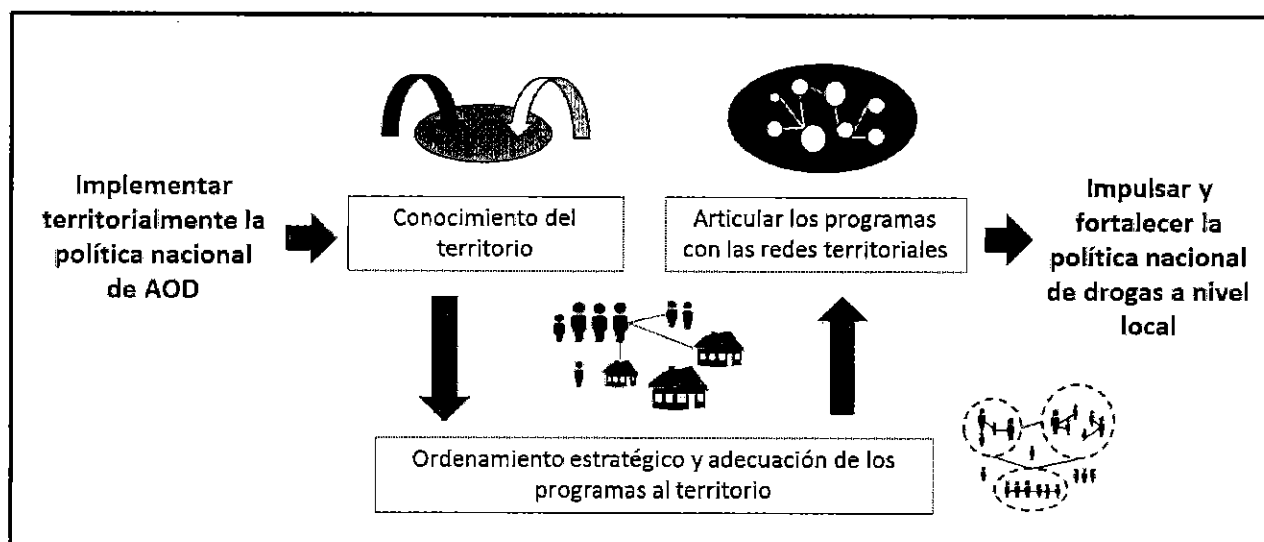 Implementar
territorialmente la
política nacional
de AOD
Conocimiento del
territorio
Articular los programas
con las redes territoriales
Impulsar y
fortalecer la
política nacional
de drogas a nivel
local
Ordenamiento estratégico y adecuación de los
programas al territorio